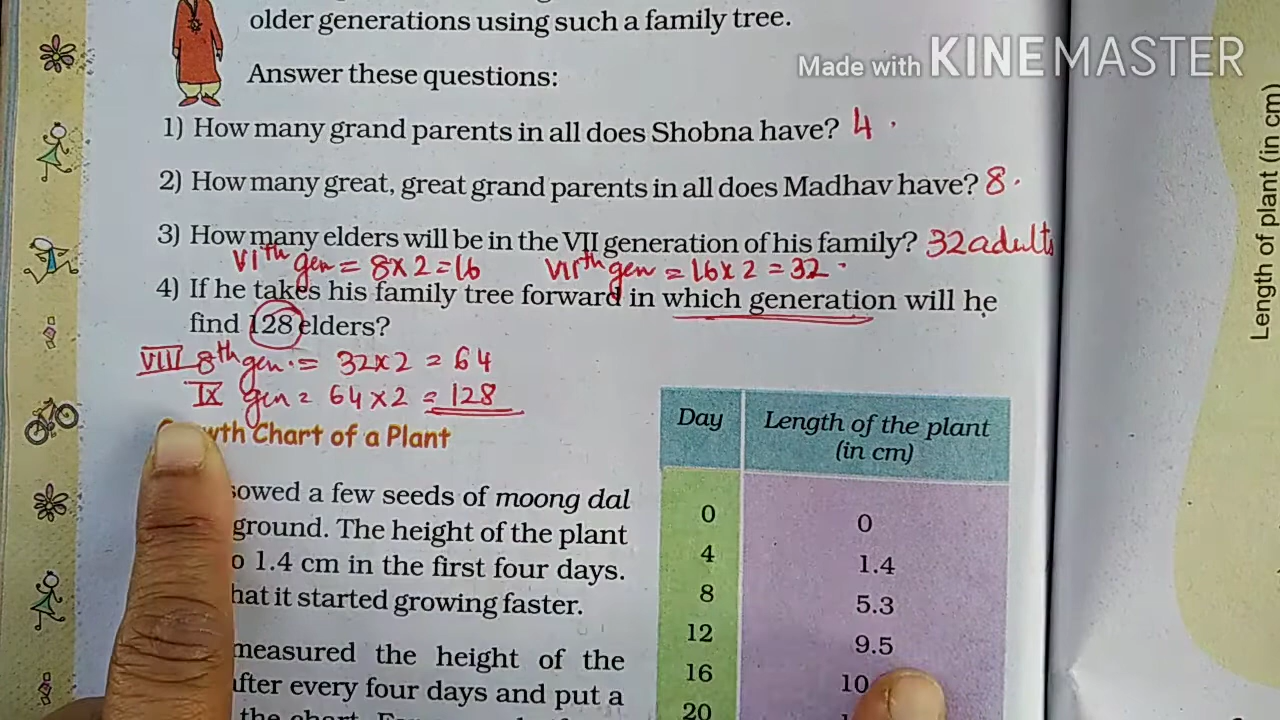 older generations using such a family tree.
Made with KINEMASTER
Answer these questions:
1) How many grand parents in all does Shobna have? 4.
2) How many great, great grand parents in all does Madhav have? 8.
3) How many elders will be in the VII generation of his family? 32 adults
VIth gen = 8x2=16 VIIth gen = 16x2=32.
4) If he takes his family tree forward in which generation will he
find 128 elders?
VIII 8th gen. = 32x2 = 64
IX gen = 64x2 = 128
Chart of a Plant
sowed a few seeds of moong dal
ground. The height of the plant
1.4 cm in the first four days.
it started growing faster.
measured the height of the
after every four days and put a
the chart.
Day Length of the plant
(in cm)
0 0
4 1.4
8 5.3
12 9.5
16 10
20
Length of plant (in cm)